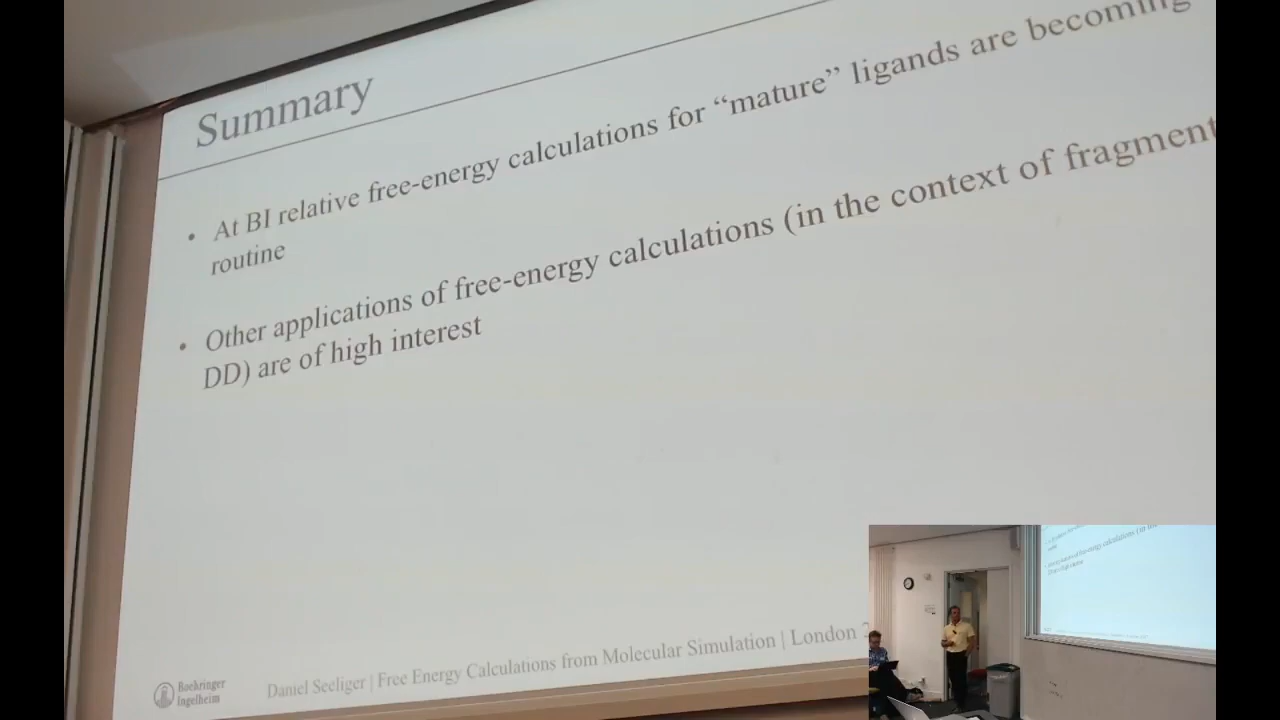 Summary
• At BI relative free-energy calculations for “mature” ligands are becoming
routine
• Other applications of free-energy calculations (in the context of fragment
DD) are of high interest
Boehringer
Ingelheim
Daniel Seeliger | Free Energy Calculations from Molecular Simulation | London